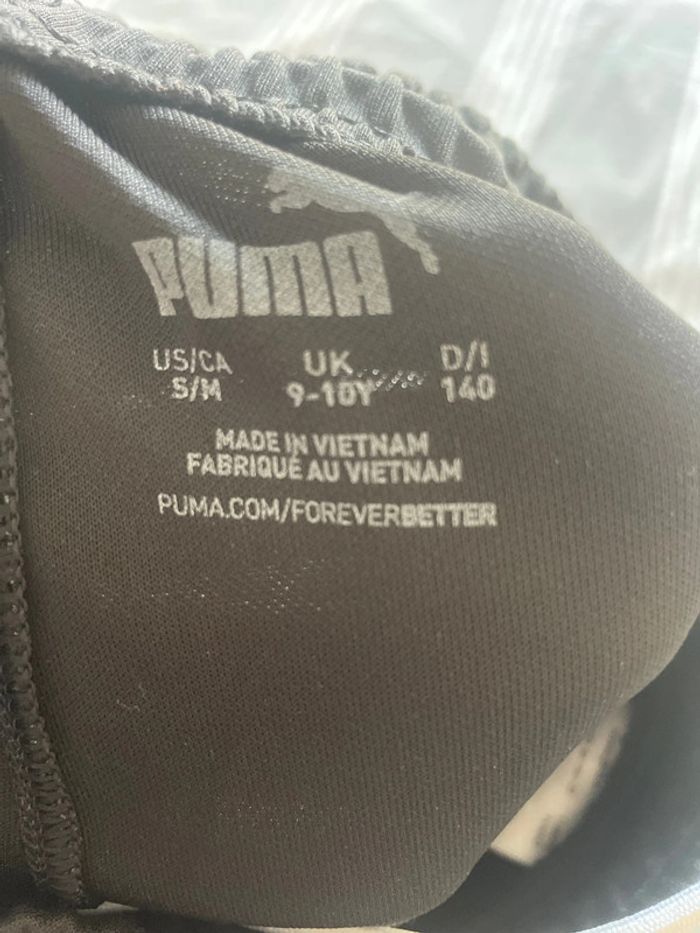 PUMA
US/CA UK D/I
S/M 9-10Y 140
MADE IN VIETNAM
FABRIQUÉ AU VIETNAM
PUMA.COM/FOREVERBETTER